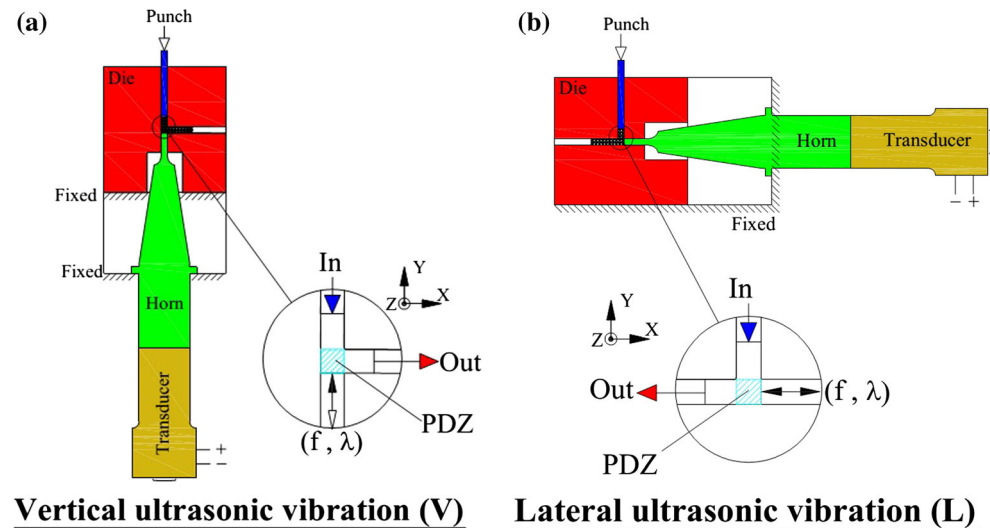 (a)
Punch
Die
Fixed
Fixed
Horn
Transducer
+
−
In
Y
X
Z
Out
PDZ
(f , λ)
Vertical ultrasonic vibration (V)
(b)
Punch
Die
Horn
Transducer
− +
Fixed
In
Y
X
Z
Out
(f , λ)
PDZ
Lateral ultrasonic vibration (L)